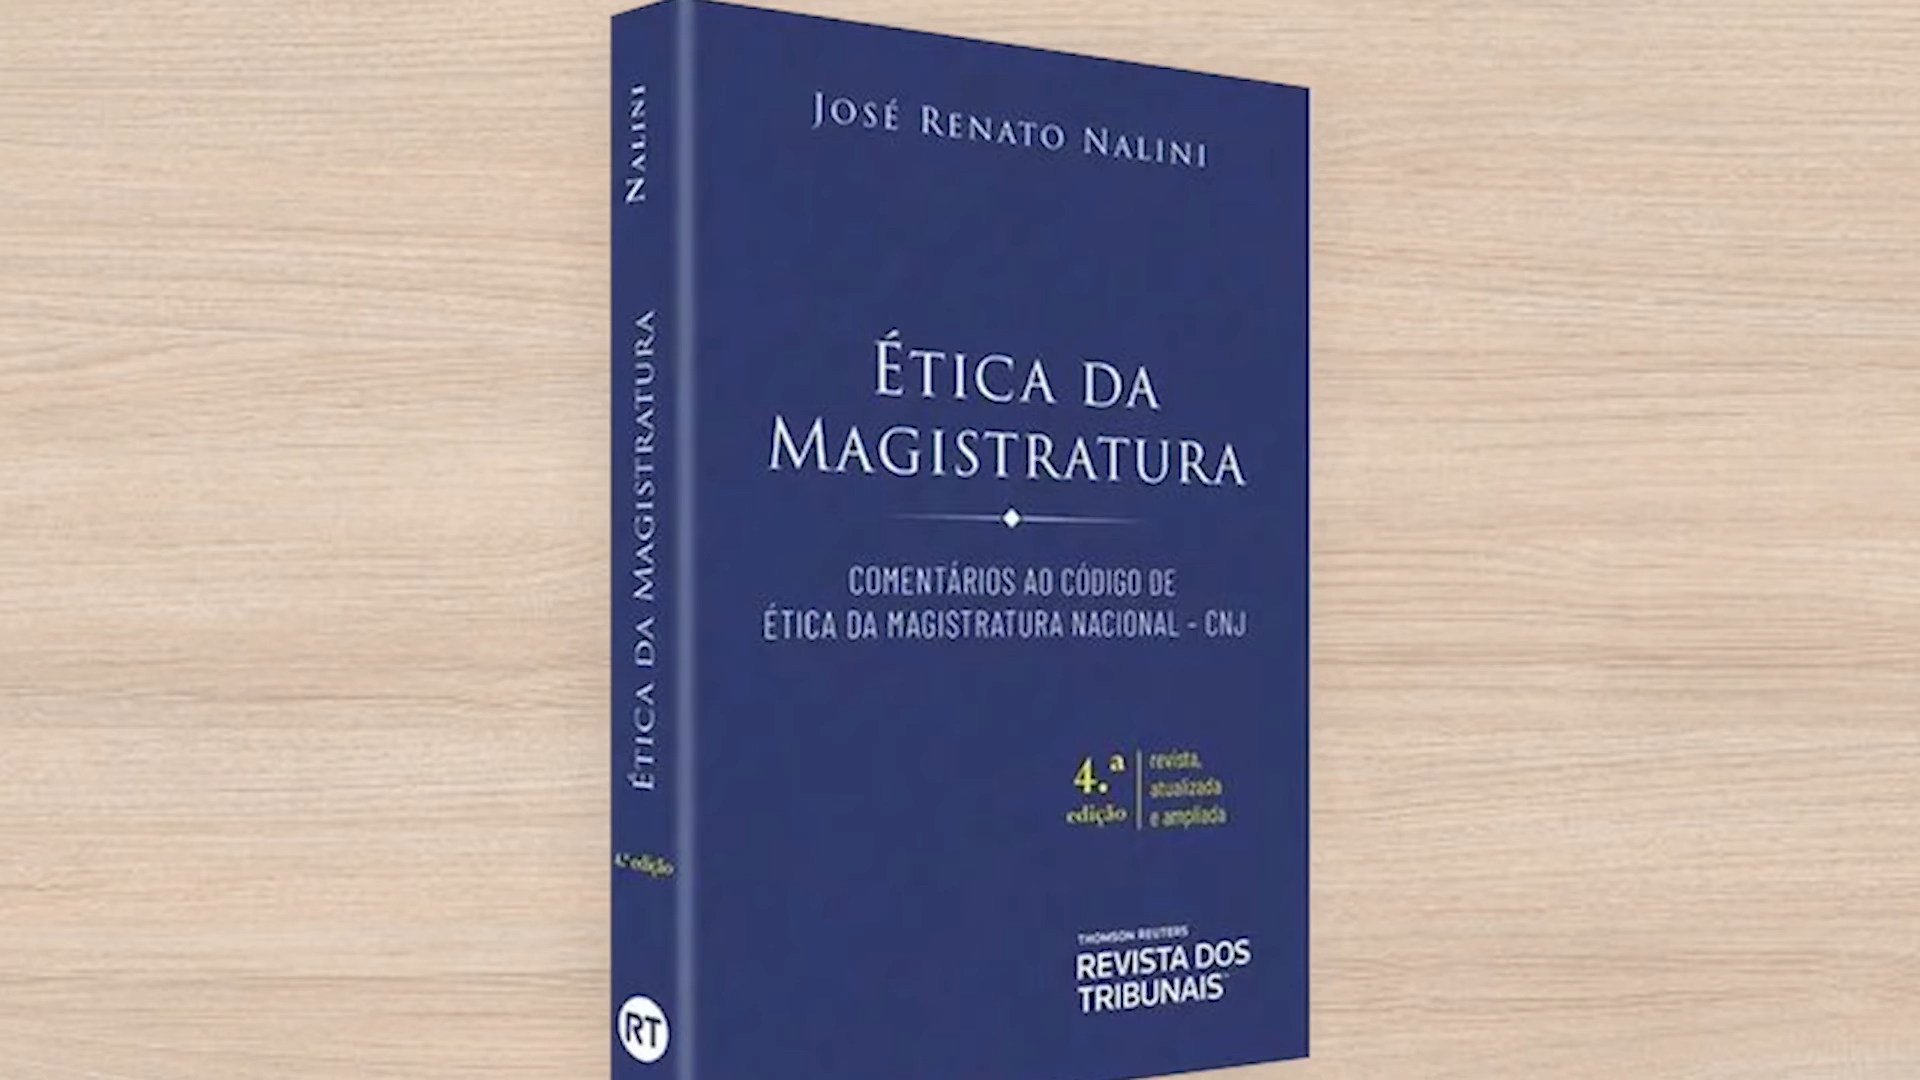 NALINI
ÉTICA DA MAGISTRATURA
4.ª edição
RT
JOSÉ RENATO NALINI
ÉTICA DA
MAGISTRATURA
COMENTÁRIOS AO CÓDIGO DE
ÉTICA DA MAGISTRATURA NACIONAL - CNJ
4.ª
edição
revista,
atualizada
e ampliada
THOMSON REUTERS
REVISTA DOS
TRIBUNAIS™